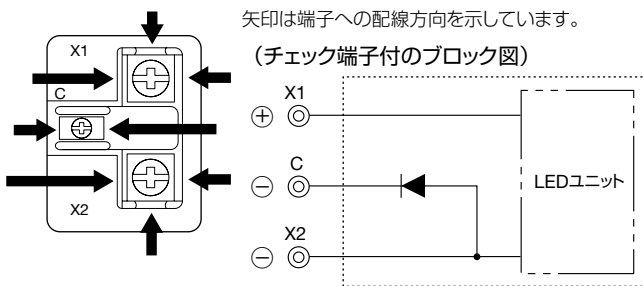 矢印は端子への配線方向を示しています。
(チェック端子付のブロック図)
X1
C
X2
X1
⊕
C
⊖
X2
⊖
LEDユニット